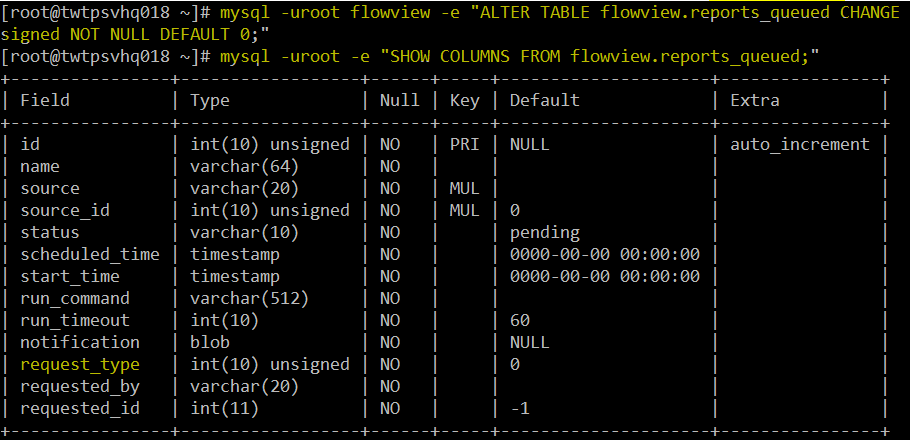 [root@twtpsvhq018 ~]# mysql -uroot flowview -e "ALTER TABLE flowview.reports_queued CHANGE
signed NOT NULL DEFAULT 0;"
[root@twtpsvhq018 ~]# mysql -uroot -e "SHOW COLUMNS FROM flowview.reports_queued;"
+----------------+------------------+------+-----+---------------------+----------------+
| Field          | Type             | Null | Key | Default             | Extra          |
+----------------+------------------+------+-----+---------------------+----------------+
| id             | int(10) unsigned | NO   | PRI | NULL                | auto_increment |
| name           | varchar(64)      | NO   |     |                     |                |
| source         | varchar(20)      | NO   | MUL |                     |                |
| source_id      | int(10) unsigned | NO   | MUL | 0                   |                |
| status         | varchar(10)      | NO   |     | pending             |                |
| scheduled_time | timestamp        | NO   |     | 0000-00-00 00:00:00 |                |
| start_time     | timestamp        | NO   |     | 0000-00-00 00:00:00 |                |
| run_command    | varchar(512)     | NO   |     |                     |                |
| run_timeout    | int(10)          | NO   |     | 60                  |                |
| notification   | blob             | NO   |     | NULL                |                |
| request_type   | int(10) unsigned | NO   |     | 0                   |                |
| requested_by   | varchar(20)      | NO   |     |                     |                |
| requested_id   | int(11)          | NO   |     | -1                  |                |
+----------------+------------------+------+-----+---------------------+----------------+